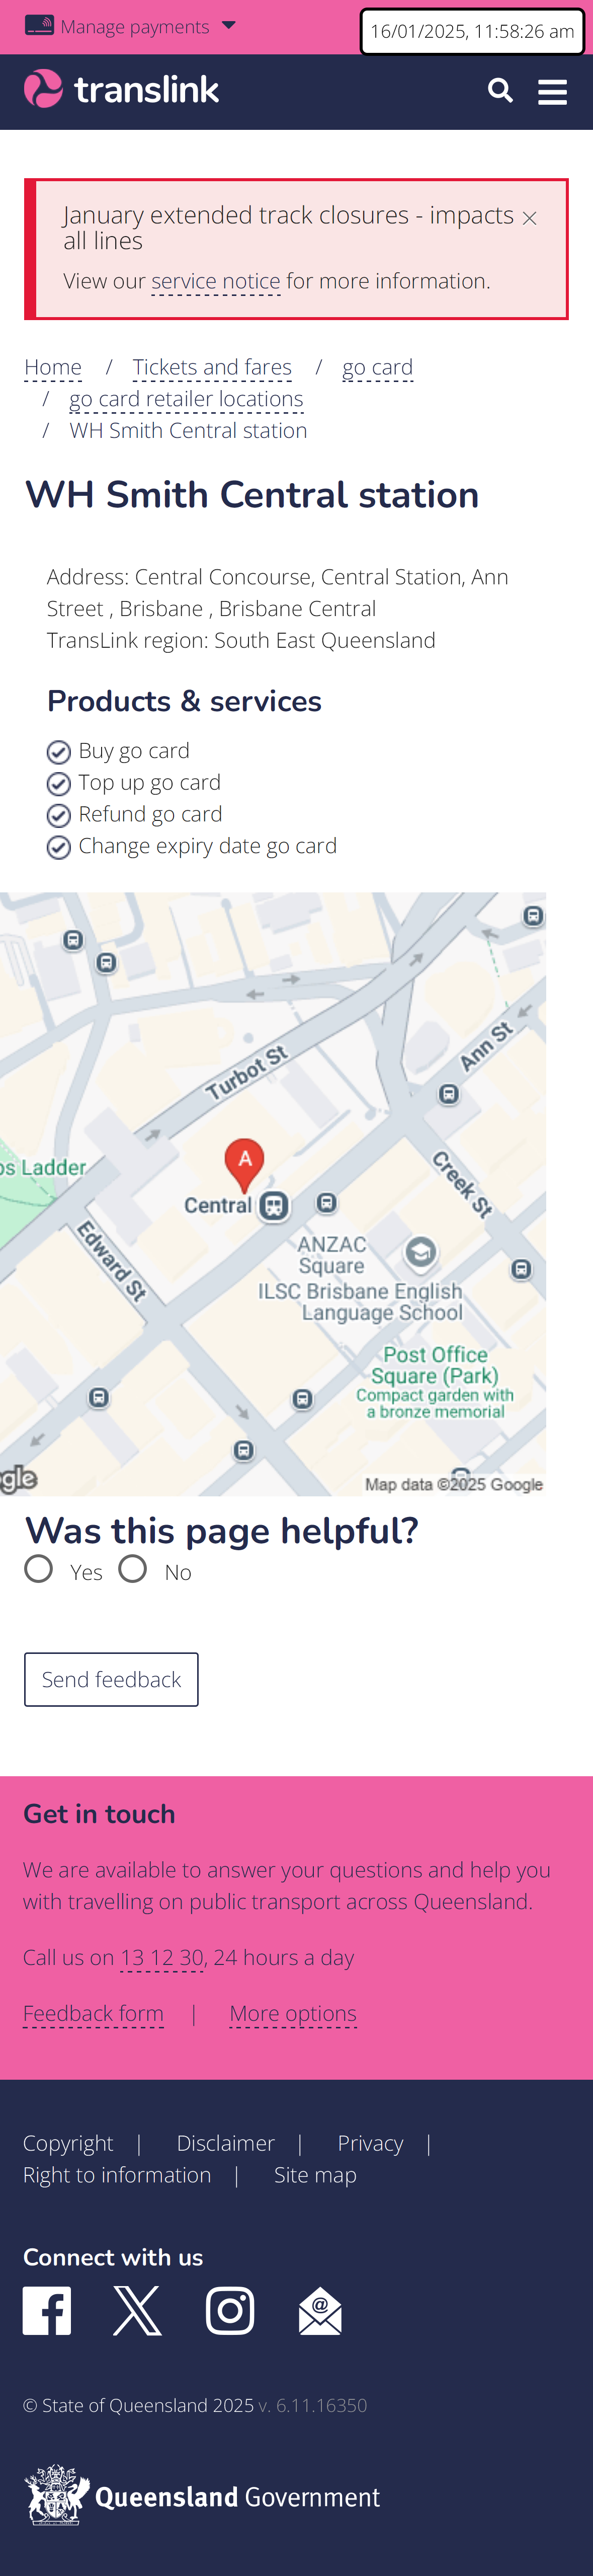 Manage payments
16/01/2025, 11:58:26 am
translink
January extended track closures - impacts
all lines
View our service notice for more information.
Home / Tickets and fares / go card
/ go card retailer locations
/ WH Smith Central station
WH Smith Central station
Address: Central Concourse, Central Station, Ann
Street , Brisbane , Brisbane Central
TransLink region: South East Queensland
Products & services
Buy go card
Top up go card
Refund go card
Change expiry date go card
Turbot St
Ann St
A
os Ladder
Creek St
Central
Edward St
ANZAC
Square
ILSC Brisbane English
Language School
Post Office
Square (Park)
Compact garden with
a bronze memorial
gle
Map data ©2025 Google
Was this page helpful?
Yes No
Send feedback
Get in touch
We are available to answer your questions and help you
with travelling on public transport across Queensland.
Call us on 13 12 30, 24 hours a day
Feedback form | More options
Copyright | Disclaimer | Privacy |
Right to information | Site map
Connect with us
© State of Queensland 2025 v. 6.11.16350
Queensland Government